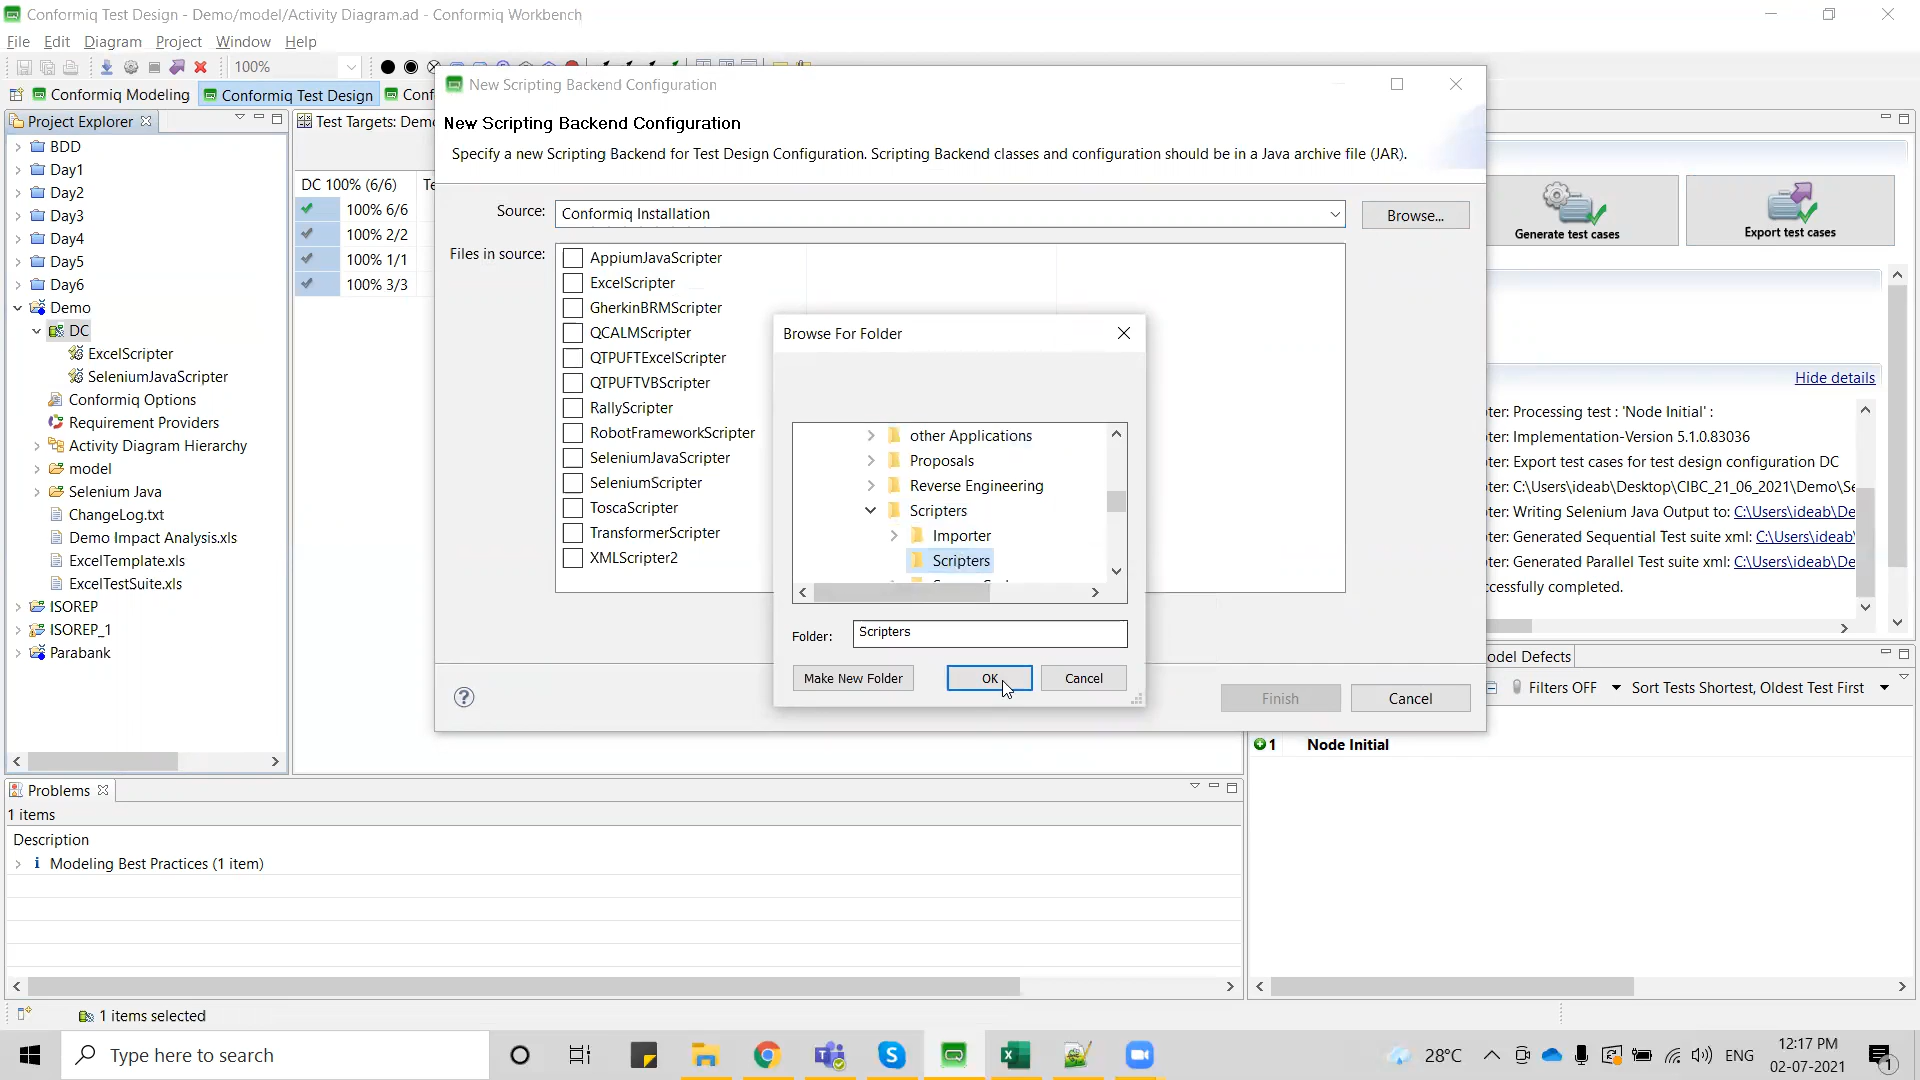 Conformiq Test Design - Demo/model/Activity Diagram.ad - Conformiq Workbench
File Edit Diagram Project Window Help
100%
Conformiq Modeling
Conformiq Test Design
Conf
Project Explorer
BDD
Day1
Day2
Day3
Day4
Day5
Day6
Demo
DC
ExcelScripter
SeleniumJavaScripter
Conformiq Options
Requirement Providers
Activity Diagram Hierarchy
model
Selenium Java
ChangeLog.txt
Demo Impact Analysis.xls
ExcelTemplate.xls
ExcelTestSuite.xls
ISOREP
ISOREP_1
Parabank
Test Targets: Demo
DC 100% (6/6) Te
100% 6/6
100% 2/2
100% 1/1
100% 3/3
New Scripting Backend Configuration
New Scripting Backend Configuration
Specify a new Scripting Backend for Test Design Configuration. Scripting Backend classes and configuration should be in a Java archive file (JAR).
Source: Conformiq Installation Browse...
Files in source:
AppiumJavaScripter
ExcelScripter
GherkinBRMScripter
QCALMScripter
QTPUFTExcelScripter
QTPUFTVBScripter
RallyScripter
RobotFrameworkScripter
SeleniumJavaScripter
SeleniumScripter
ToscaScripter
TransformerScripter
XMLScripter2
Finish Cancel
Browse For Folder
other Applications
Proposals
Reverse Engineering
Scripters
Importer
Scripters
Folder: Scripters
Make New Folder OK Cancel
Generate test cases
Export test cases
Hide details
ter: Processing test : 'Node Initial' :
ter: Implementation-Version 5.1.0.83036
ter: Export test cases for test design configuration DC
ter: C:\Users\ideab\Desktop\CIBC_21_06_2021\Demo\Se
ter: Writing Selenium Java Output to: C:\Users\ideab\De
ter: Generated Sequential Test suite xml: C:\Users\ideab\
ter: Generated Parallel Test suite xml: C:\Users\ideab\De
cessfully completed.
odel Defects
Filters OFF Sort Tests Shortest, Oldest Test First
1 Node Initial
Problems
1 items
Description
Modeling Best Practices (1 item)
1 items selected
Type here to search
28°C
ENG
12:17 PM
02-07-2021
1